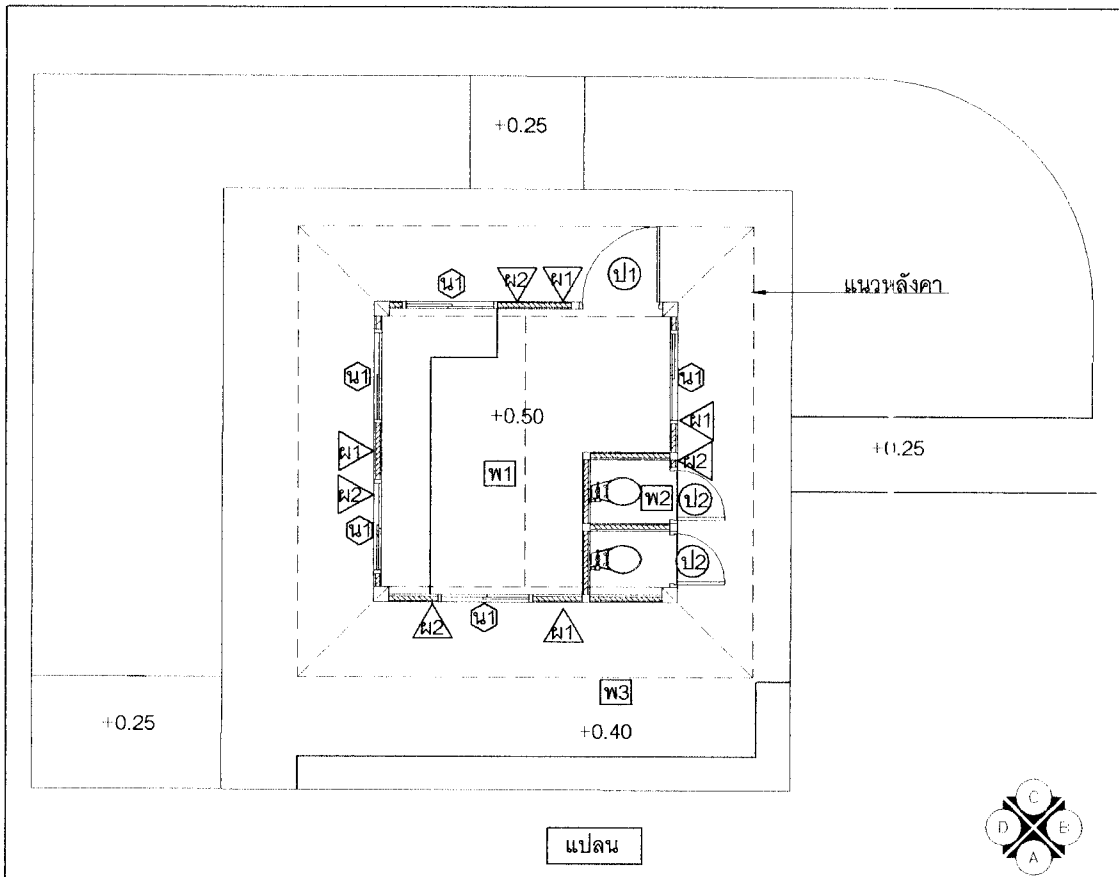 +0.25
น1
ผ2
ผ1
ป1
แนวหลังคา
น1
น1
+0.50
ผ1
+0.25
ผ1
ผ2
พ1
ผ2
พ2
ป2
น1
ป2
ผ2
น1
ผ1
พ3
+0.25
+0.40
แปลน
C
D
B
A